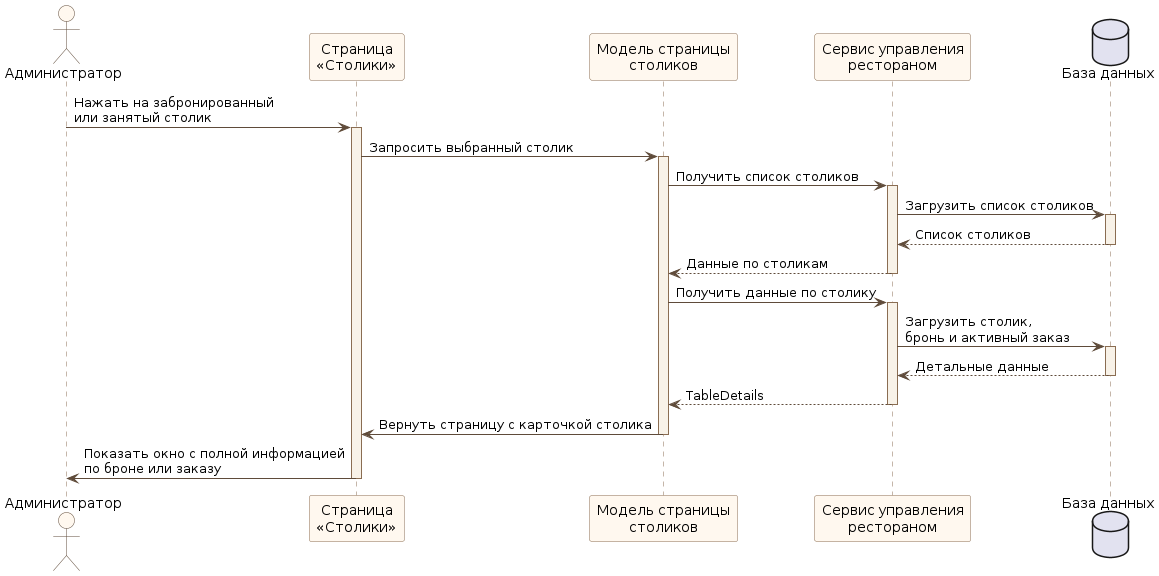 Администратор
Страница
«Столики»
Модель страницы
столиков
Сервис управления
рестораном
База данных
Нажать на забронированный
или занятый столик
Запросить выбранный столик
Получить список столиков
Загрузить список столиков
Список столиков
Данные по столикам
Получить данные по столику
Загрузить столик,
бронь и активный заказ
Детальные данные
TableDetails
Вернуть страницу с карточкой столика
Показать окно с полной информацией
по броне или заказу
Администратор
Страница
«Столики»
Модель страницы
столиков
Сервис управления
рестораном
База данных